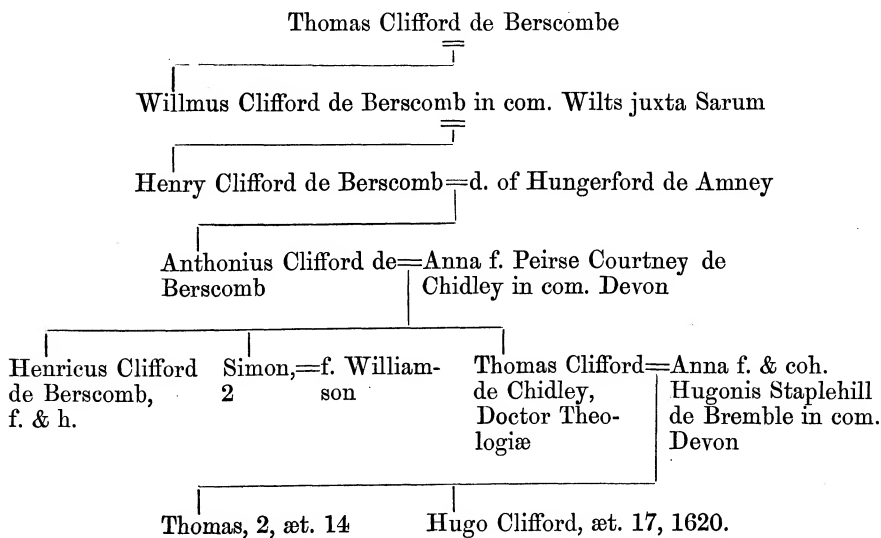 Thomas Clifford de Berscombe
Willmus Clifford de Berscomb in com. Wilts juxta Sarum
Henry Clifford de Berscomb=d. of Hungerford de Amney
Anthonius Clifford de=Anna f. Peirse Courtney de
Berscomb
Chidley in com. Devon
Henricus Clifford
de Berscomb,
f. & h.
Simon,=f. William-
2
son
Thomas Clifford=Anna f. & coh.
de Chidley,
Doctor Theo-
logiæ
Hugonis Staplehill
de Bremble in com.
Devon
Thomas, 2, æt. 14
Hugo Clifford, æt. 17, 1620.